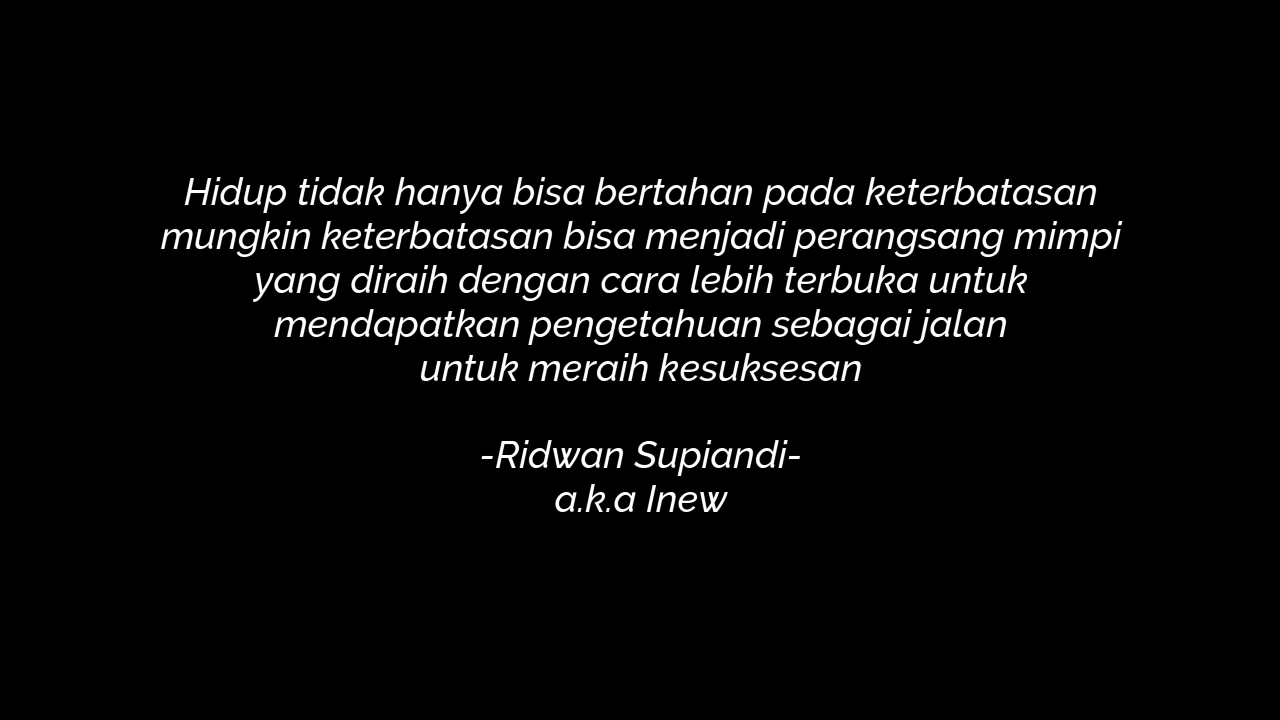 Hidup tidak hanya bisa bertahan pada keterbatasan
mungkin keterbatasan bisa menjadi perangsang mimpi
yang diraih dengan cara lebih terbuka untuk
mendapatkan pengetahuan sebagai jalan
untuk meraih kesuksesan
-Ridwan Supiandi-
a.k.a Inew